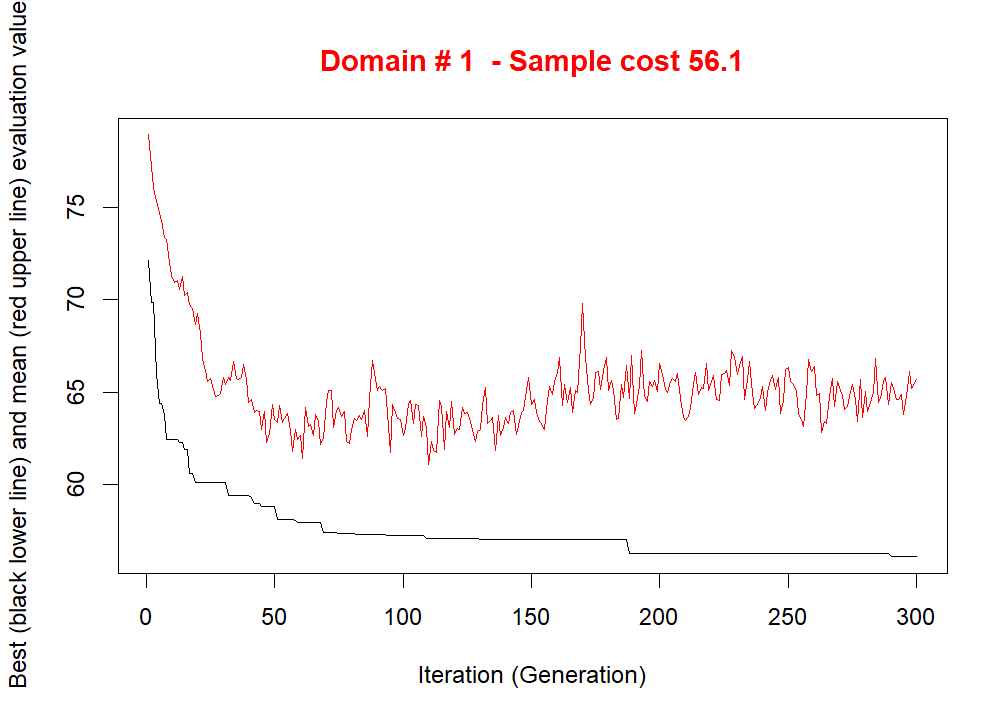 Domain # 1  - Sample cost 56.1
Best (black lower line) and mean (red upper line) evaluation value
75
70
65
60
0 50 100 150 200 250 300
Iteration (Generation)